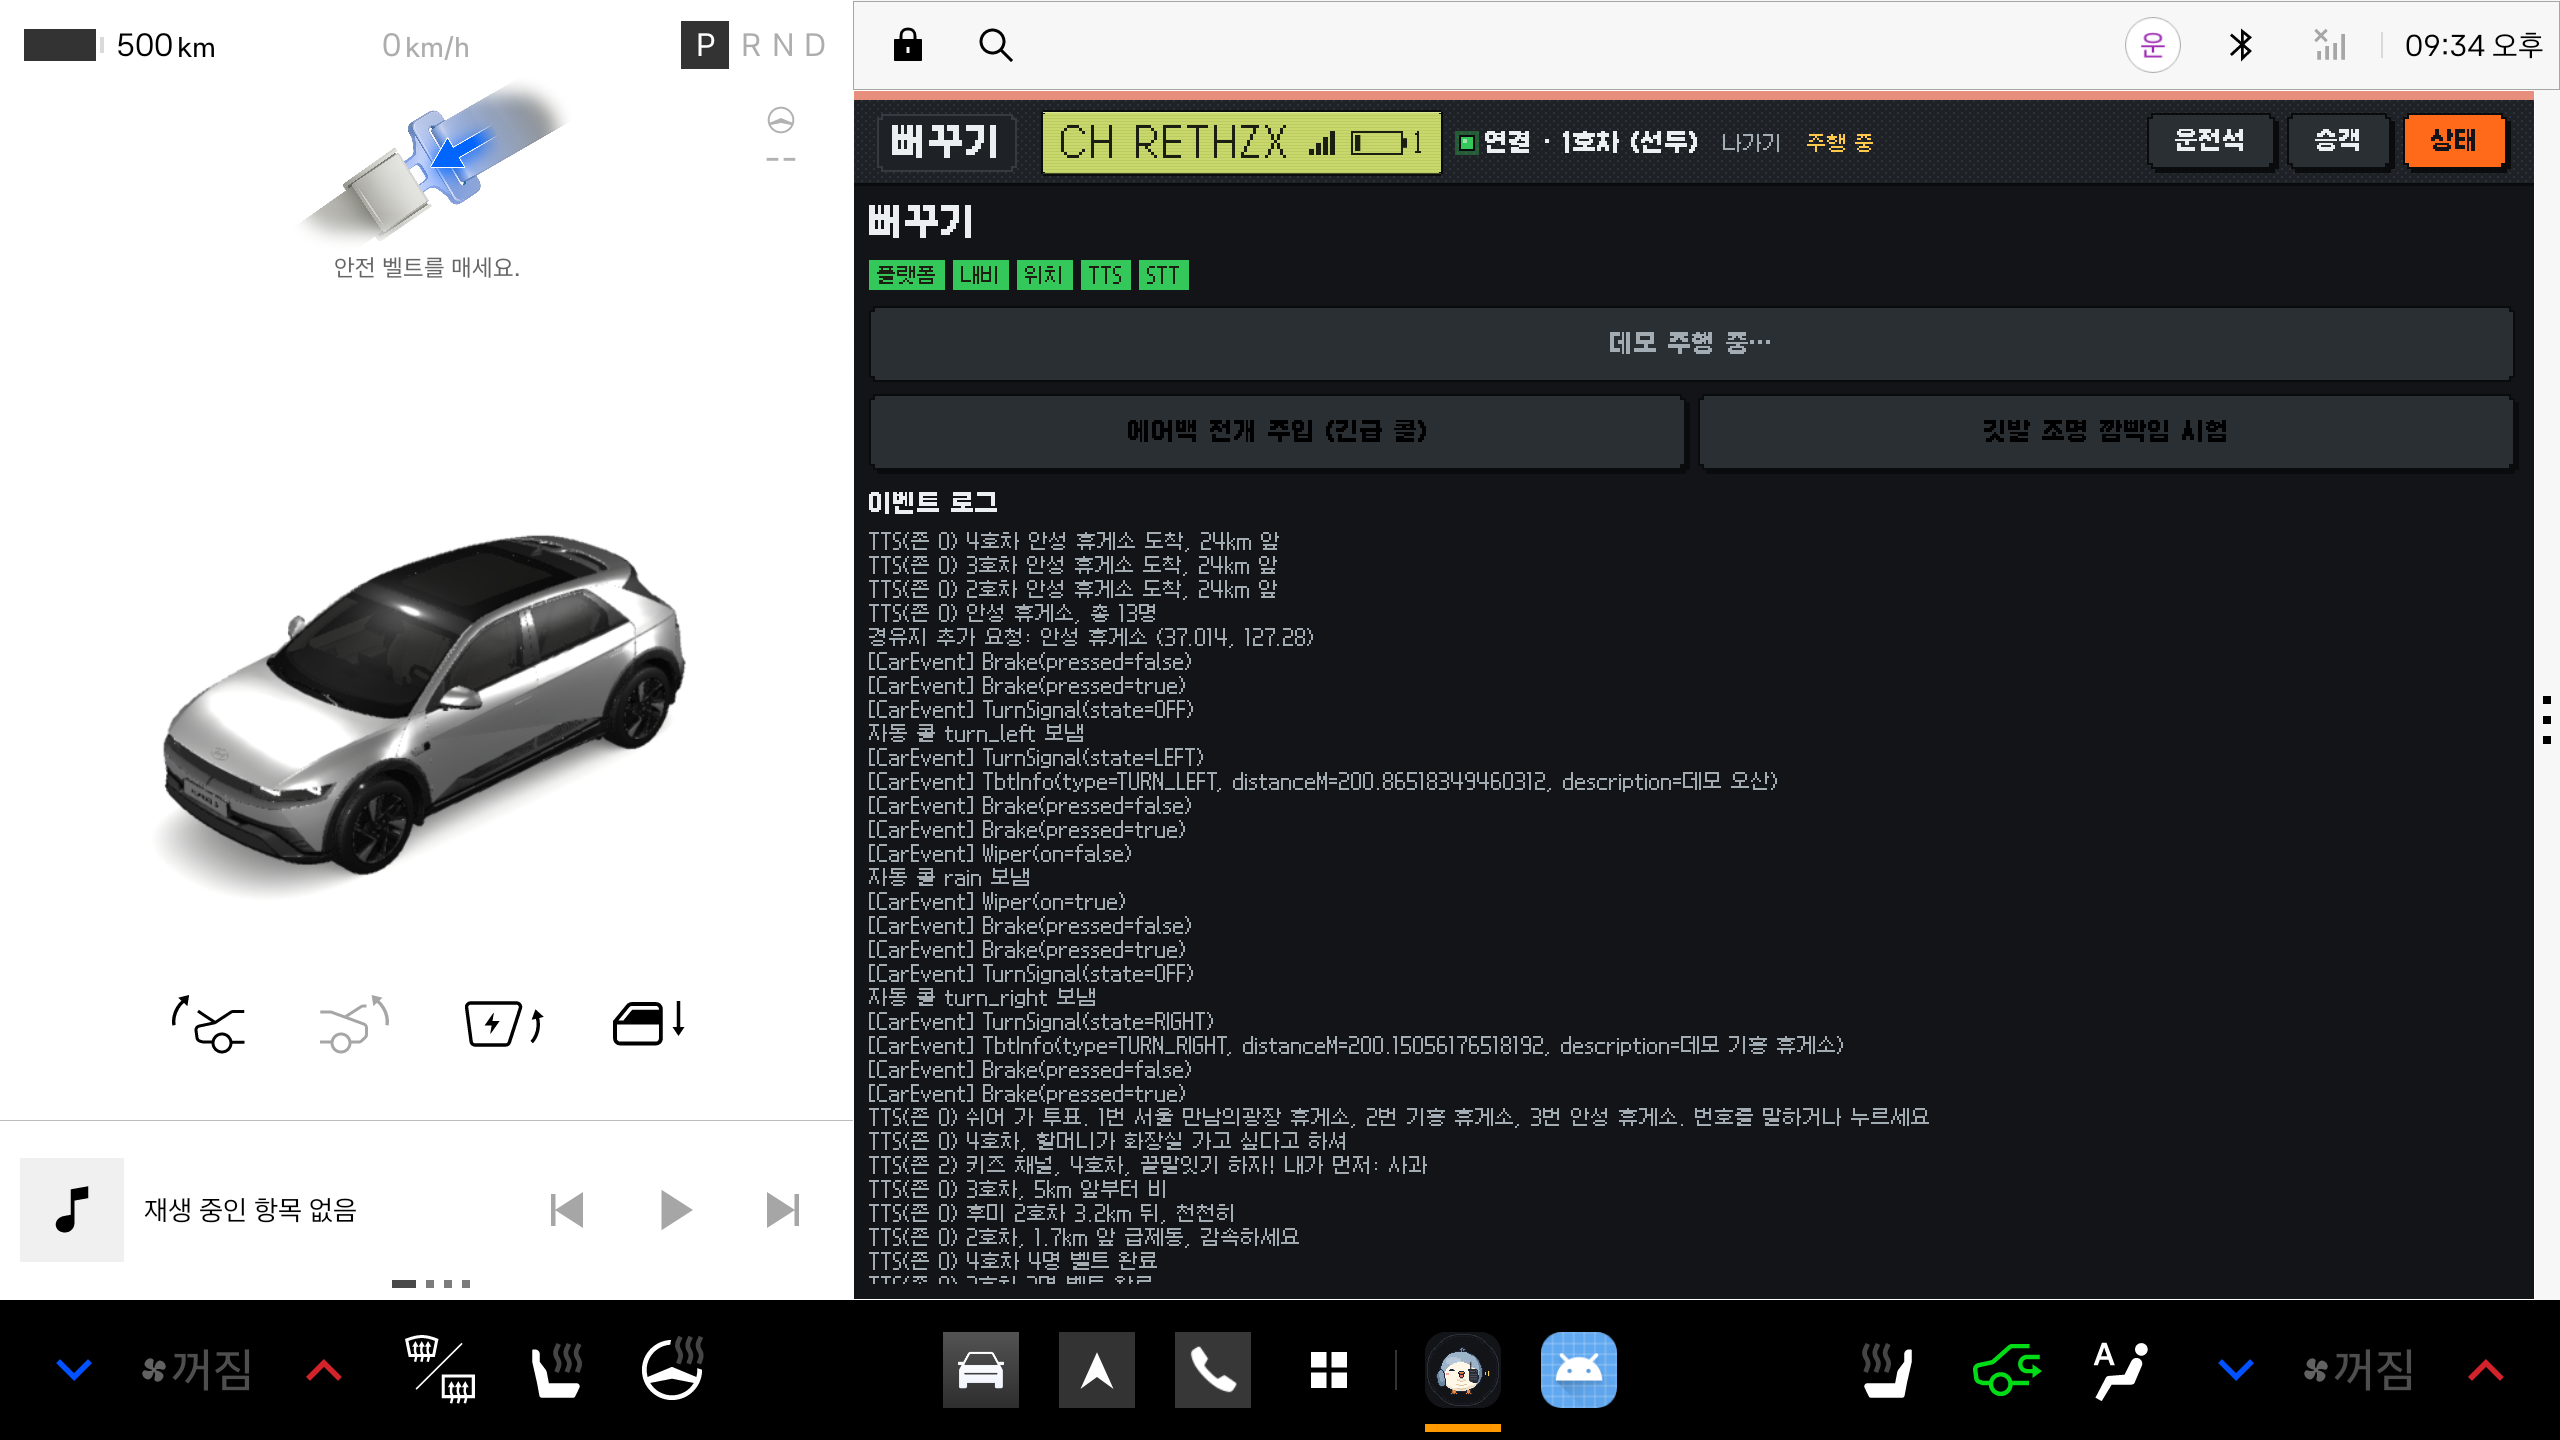 500 km
0 km/h
P R N D
09:34 오후
운
안전 벨트를 매세요.
뻐꾸기
CH RETHZX 1
연결 · 1호차 (선두)
나가기
주행 중
운전석
승객
상태
뻐꾸기
플랫폼 내비 위치 TTS STT
데모 주행 중…
에어백 전개 주입 (긴급 콜)
깃발 조명 깜빡임 시험
이벤트 로그
TTS(존 0) 4호차 안성 휴게소 도착, 24km 앞
TTS(존 0) 3호차 안성 휴게소 도착, 24km 앞
TTS(존 0) 2호차 안성 휴게소 도착, 24km 앞
TTS(존 0) 안성 휴게소, 총 13명
경유지 추가 요청: 안성 휴게소 (37.014, 127.28)
[CarEvent] Brake(pressed=false)
[CarEvent] Brake(pressed=true)
[CarEvent] TurnSignal(state=OFF)
자동 콜 turn_left 보냄
[CarEvent] TurnSignal(state=LEFT)
[CarEvent] TbtInfo(type=TURN_LEFT, distanceM=200.86518349460312, description=데모 오산)
[CarEvent] Brake(pressed=false)
[CarEvent] Brake(pressed=true)
[CarEvent] Wiper(on=false)
자동 콜 rain 보냄
[CarEvent] Wiper(on=true)
[CarEvent] Brake(pressed=false)
[CarEvent] Brake(pressed=true)
[CarEvent] TurnSignal(state=OFF)
자동 콜 turn_right 보냄
[CarEvent] TurnSignal(state=RIGHT)
[CarEvent] TbtInfo(type=TURN_RIGHT, distanceM=200.15056176518192, description=데모 기흥 휴게소)
[CarEvent] Brake(pressed=false)
[CarEvent] Brake(pressed=true)
TTS(존 0) 쉬어 가 투표. 1번 서울 만남의광장 휴게소, 2번 기흥 휴게소, 3번 안성 휴게소. 번호를 말하거나 누르세요
TTS(존 0) 4호차, 할머니가 화장실 가고 싶다고 하셔
TTS(존 2) 키즈 채널, 4호차, 끝말잇기 하자! 내가 먼저: 사과
TTS(존 0) 3호차, 5km 앞부터 비
TTS(존 0) 후미 2호차 3.2km 뒤, 천천히
TTS(존 0) 2호차, 1.7km 앞 급제동, 감속하세요
TTS(존 0) 4호차 4명 벨트 완료
재생 중인 항목 없음
꺼짐
A
꺼짐